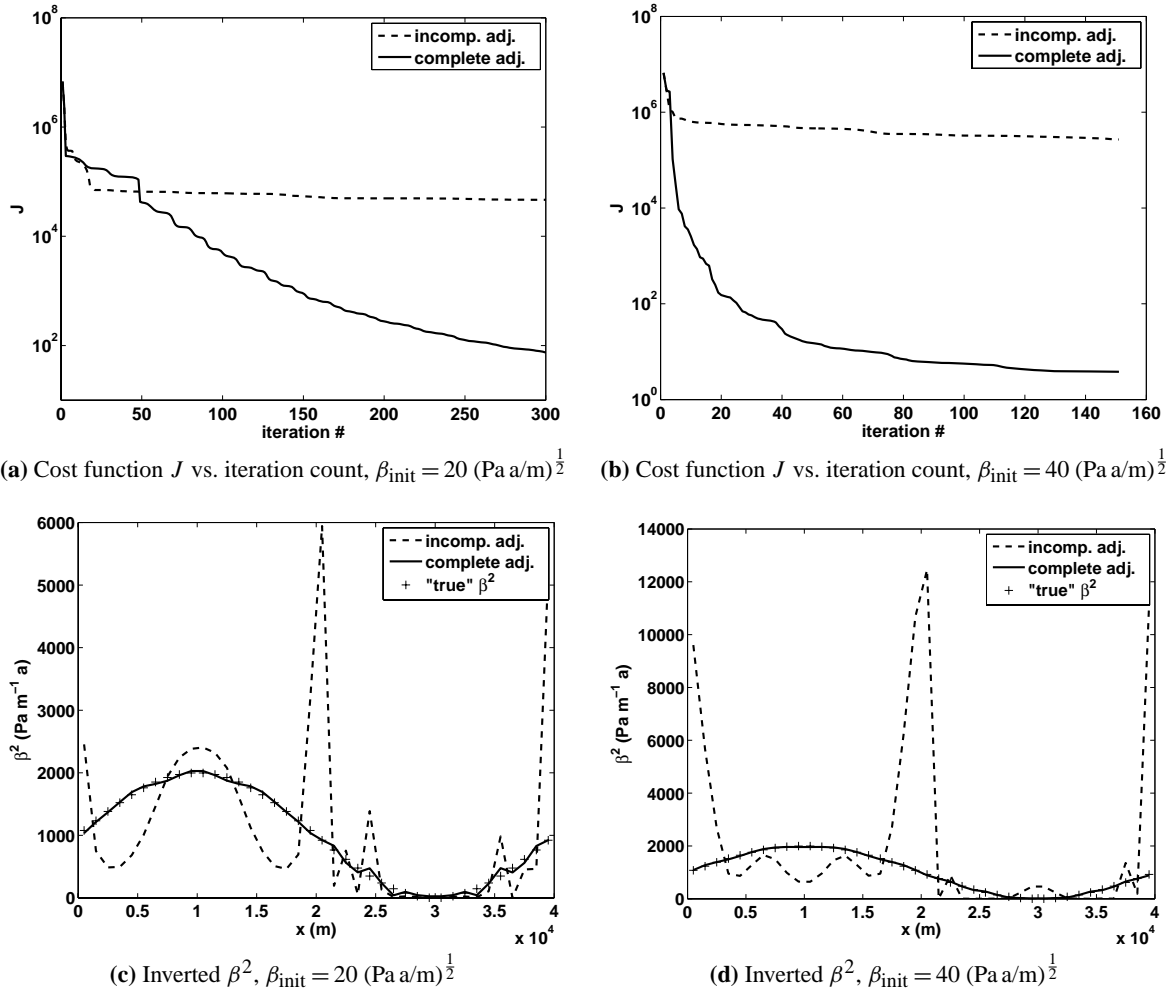 10^8
10^6
10^4
10^2
J
incomp. adj.
complete adj.
0 50 100 150 200 250 300
iteration #
(a) Cost function J vs. iteration count, β_init = 20 (Pa a/m)^{1/2}
10^8
10^6
10^4
10^2
10^0
J
incomp. adj.
complete adj.
0 20 40 60 80 100 120 140 160
iteration #
(b) Cost function J vs. iteration count, β_init = 40 (Pa a/m)^{1/2}
6000
5000
4000
3000
2000
1000
0
β² (Pa m⁻¹ a)
incomp. adj.
complete adj.
"true" β²
0 0.5 1 1.5 2 2.5 3 3.5 4
x (m)
x 10^4
(c) Inverted β², β_init = 20 (Pa a/m)^{1/2}
14000
12000
10000
8000
6000
4000
2000
0
β² (Pa m⁻¹ a)
incomp. adj.
complete adj.
"true" β²
0 0.5 1 1.5 2 2.5 3 3.5 4
x (m)
x 10^4
(d) Inverted β², β_init = 40 (Pa a/m)^{1/2}